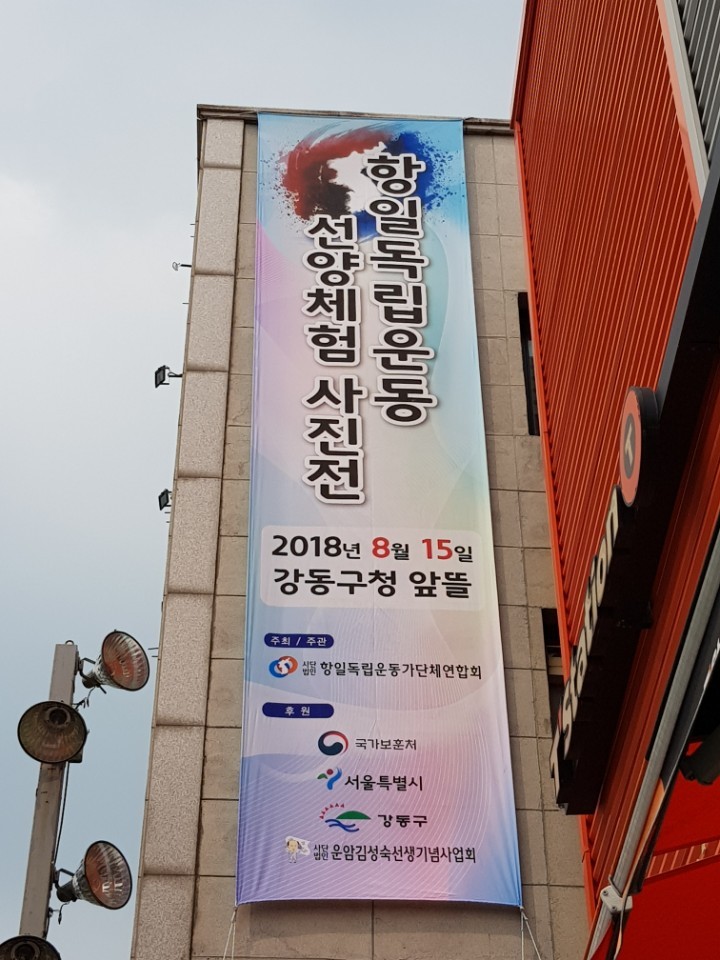 항일독립운동
선양체험 사진전
2018년 8월 15일
강동구청 앞뜰
주최 / 주관
사단법인 항일독립운동가단체연합회
후원
국가보훈처
서울특별시
강동구
사단법인 운암김성숙선생기념사업회
T station